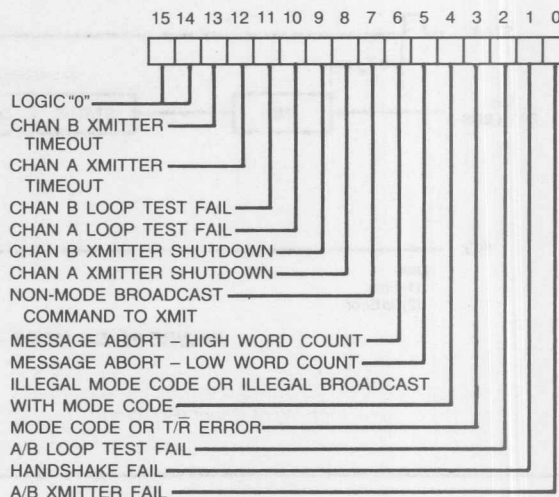 15 14 13 12 11 10 9 8 7 6 5 4 3 2 1 0
LOGIC "0"
CHAN B XMITTER
TIMEOUT
CHAN A XMITTER
TIMEOUT
CHAN B LOOP TEST FAIL
CHAN A LOOP TEST FAIL
CHAN B XMITTER SHUTDOWN
CHAN A XMITTER SHUTDOWN
NON-MODE BROADCAST
COMMAND TO XMIT
MESSAGE ABORT – HIGH WORD COUNT
MESSAGE ABORT – LOW WORD COUNT
ILLEGAL MODE CODE OR ILLEGAL BROADCAST
WITH MODE CODE
MODE CODE OR T/R̅ ERROR
A/B LOOP TEST FAIL
HANDSHAKE FAIL
A/B XMITTER FAIL